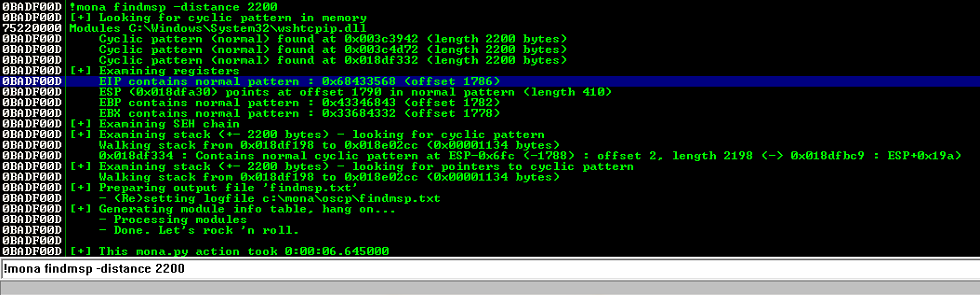 0BADF00D !mona findmsp -distance 2200
0BADF00D [+] Looking for cyclic pattern in memory
75220000 Modules C:\Windows\System32\wshtcpip.dll
0BADF00D Cyclic pattern (normal) found at 0x003c3942 (length 2200 bytes)
0BADF00D Cyclic pattern (normal) found at 0x003c4d72 (length 2200 bytes)
0BADF00D Cyclic pattern (normal) found at 0x018df332 (length 2200 bytes)
0BADF00D [+] Examining registers
0BADF00D EIP contains normal pattern : 0x68433568 (offset 1786)
0BADF00D ESP (0x018dfa30) points at offset 1790 in normal pattern (length 410)
0BADF00D EBP contains normal pattern : 0x43346843 (offset 1782)
0BADF00D EBX contains normal pattern : 0x33684332 (offset 1778)
0BADF00D [+] Examining SEH chain
0BADF00D [+] Examining stack (+- 2200 bytes) - looking for cyclic pattern
0BADF00D Walking stack from 0x018df198 to 0x018e02cc (0x00001134 bytes)
0BADF00D 0x018df334 : Contains normal cyclic pattern at ESP-0x6fc (-1788) : offset 2, length 2198 (-> 0x018dfbc9 : ESP+0x19a)
0BADF00D [+] Examining stack (+- 2200 bytes) - looking for pointers to cyclic pattern
0BADF00D Walking stack from 0x018df198 to 0x018e02cc (0x00001134 bytes)
0BADF00D [+] Preparing output file 'findmsp.txt'
0BADF00D - (Re)setting logfile c:\mona\oscp\findmsp.txt
0BADF00D [+] Generating module info table, hang on...
0BADF00D - Processing modules
0BADF00D - Done. Let's rock 'n roll.
0BADF00D
0BADF00D [+] This mona.py action took 0:00:06.645000
!mona findmsp -distance 2200